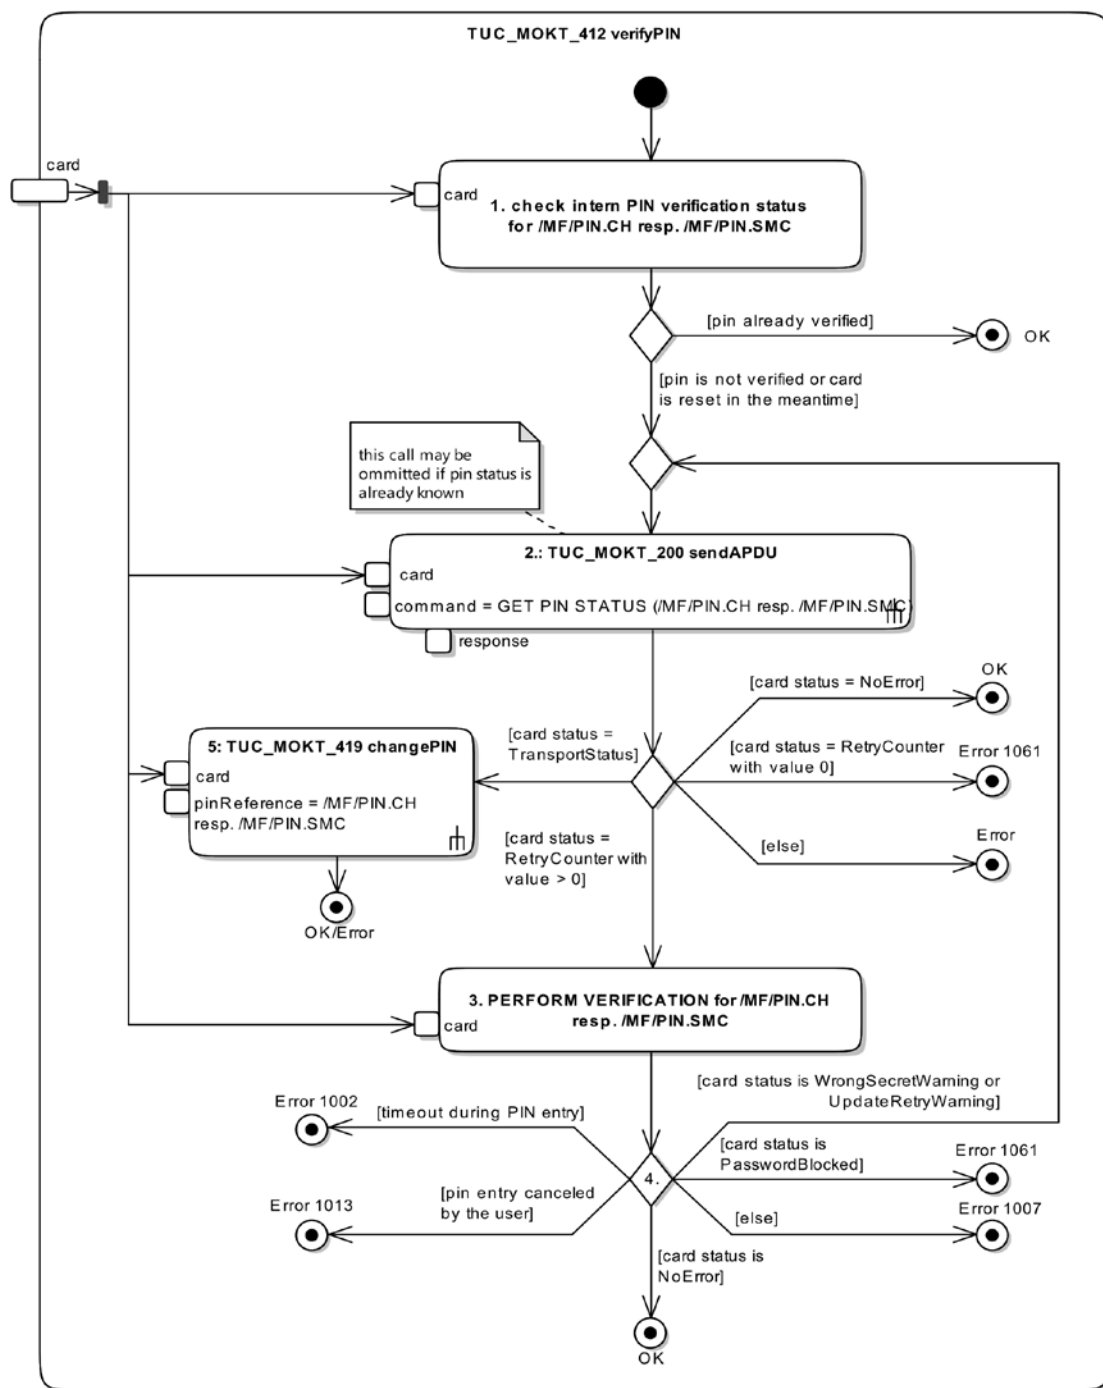 TUC_MOKT_412 verifyPIN
card
card
1. check intern PIN verification status
for /MF/PIN.CH resp. /MF/PIN.SMC
[pin already verified]
OK
[pin is not verified or card
is reset in the meantime]
this call may be
ommitted if pin status is
already known
2.: TUC_MOKT_200 sendAPDU
card
command = GET PIN STATUS (/MF/PIN.CH resp. /MF/PIN.SMC)
response
OK
[card status = NoError]
[card status =
TransportStatus]
[card status = RetryCounter
with value 0]
Error 1061
5: TUC_MOKT_419 changePIN
card
pinReference = /MF/PIN.CH
resp. /MF/PIN.SMC
[card status =
RetryCounter with
value > 0]
[else]
Error
OK/Error
3. PERFORM VERIFICATION for /MF/PIN.CH
resp. /MF/PIN.SMC
card
[card status is WrongSecretWarning or
UpdateRetryWarning]
Error 1002
[timeout during PIN entry]
[card status is
PasswordBlocked]
Error 1061
4.
[pin entry canceled
by the user]
Error 1013
[else]
Error 1007
[card status is
NoError]
OK